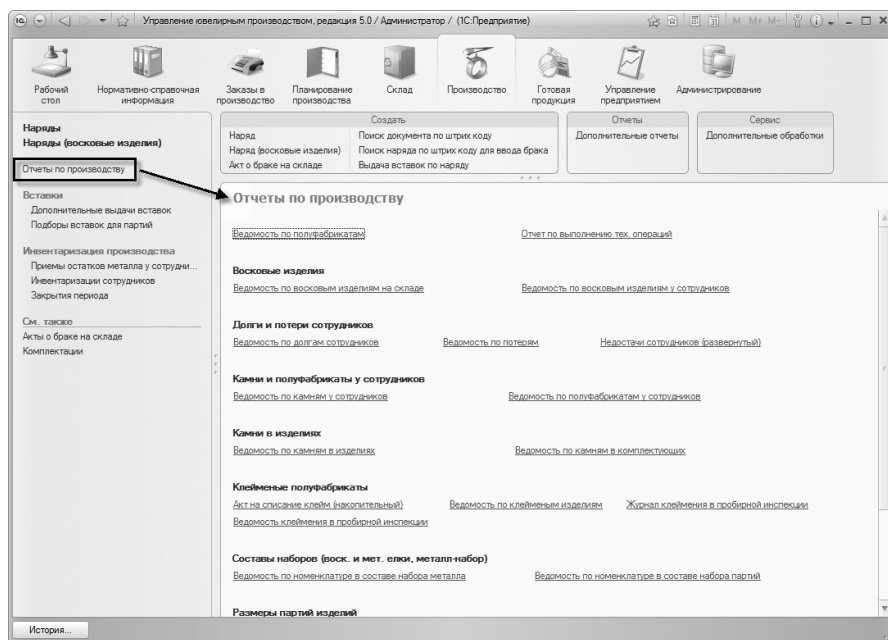 Управление ювелирным производством, редакция 5.0 / Администратор / (1С:Предприятие)
M M+ M-
Рабочий стол
Нормативно-справочная информация
Заказы в производство
Планирование производства
Склад
Производство
Готовая продукция
Управление предприятием
Администрирование
Наряды
Наряды (восковые изделия)
Отчеты по производству
Вставки
Дополнительные выдачи вставок
Подборы вставок для партий
Инвентаризация производства
Приемы остатков металла у сотрудни...
Инвентаризации сотрудников
Закрытия периода
См. также
Акты о браке на складе
Комплектации
Создать
Наряд
Поиск документа по штрих коду
Наряд (восковые изделия)
Поиск наряда по штрих коду для ввода брака
Акт о браке на складе
Выдача вставок по наряду
Отчеты
Дополнительные отчеты
Сервис
Дополнительные обработки
Отчеты по производству
Ведомость по полуфабрикатам
Отчет по выполнению тех. операций
Восковые изделия
Ведомость по восковым изделиям на складе
Ведомость по восковым изделиям у сотрудников
Долги и потери сотрудников
Ведомость по долгам сотрудников
Ведомость по потерям
Недостачи сотрудников (развернутый)
Камни и полуфабрикаты у сотрудников
Ведомость по камням у сотрудников
Ведомость по полуфабрикатам у сотрудников
Камни в изделиях
Ведомость по камням в изделиях
Ведомость по камням в комплектующих
Клейменые полуфабрикаты
Акт на списание клейм (накопительный)
Ведомость по клейменым изделиям
Журнал клеймения в пробирной инспекции
Ведомость клеймения в пробирной инспекции
Составы наборов (воск. и мет. елки, металл-набор)
Ведомость по номенклатуре в составе набора металла
Ведомость по номенклатуре в составе набора партий
Размеры партий изделий
История...